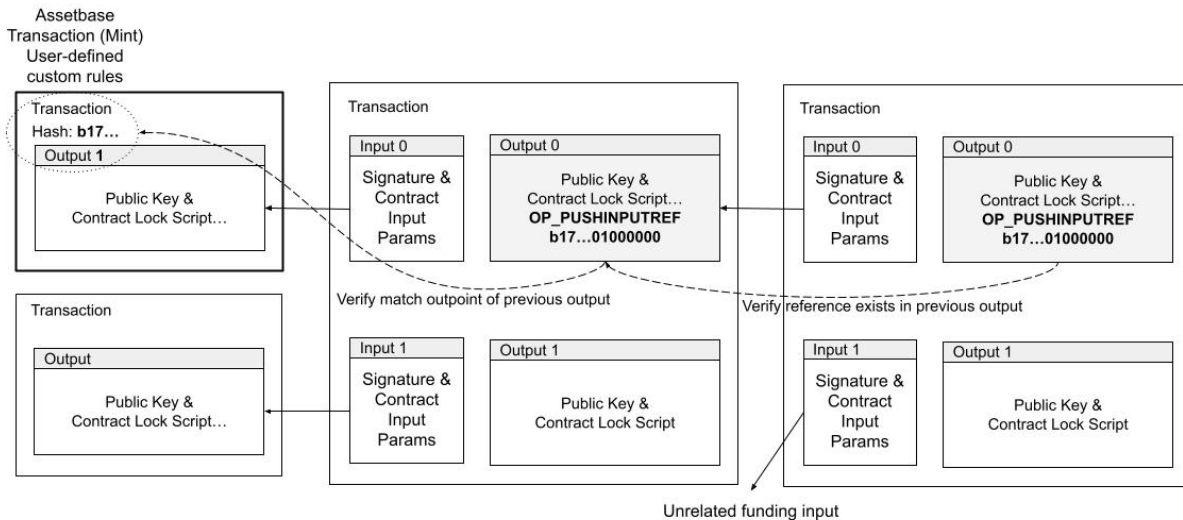 Assetbase
Transaction (Mint)
User-defined
custom rules
Transaction
Hash: b17...
Output 1
Public Key &
Contract Lock Script...
Transaction
Output
Public Key &
Contract Lock Script...
Transaction
Input 0
Signature &
Contract
Input
Params
Output 0
Public Key &
Contract Lock Script...
OP_PUSHINPUTREF
b17...01000000
Verify match outpoint of previous output
Input 1
Signature &
Contract
Input
Params
Output 1
Public Key &
Contract Lock Script
Transaction
Input 0
Signature &
Contract
Input
Params
Output 0
Public Key &
Contract Lock Script...
OP_PUSHINPUTREF
b17...01000000
Verify reference exists in previous output
Input 1
Signature &
Contract
Input
Params
Output 1
Public Key &
Contract Lock Script
Unrelated funding input